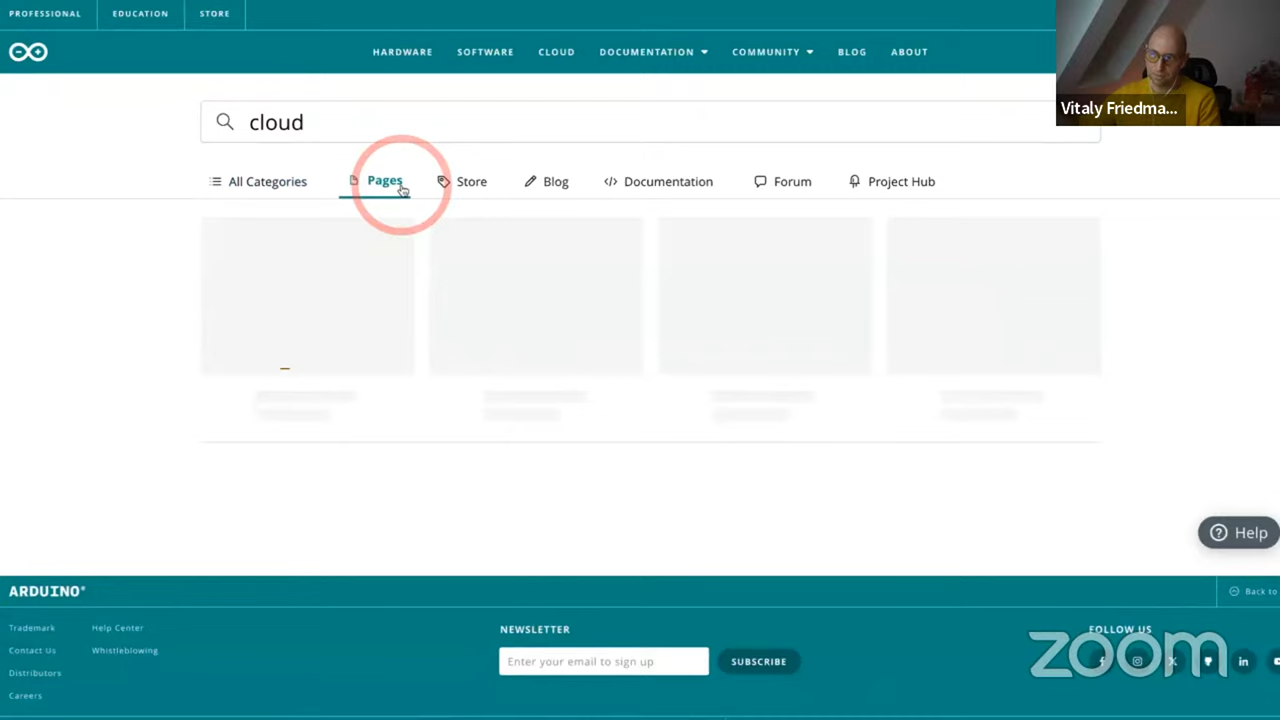 PROFESSIONAL EDUCATION STORE
HARDWARE SOFTWARE CLOUD DOCUMENTATION COMMUNITY BLOG ABOUT
Vitaly Friedma...
cloud
All Categories Pages Store Blog Documentation Forum Project Hub
Help
ARDUINO®
Back to
Trademark Help Center
NEWSLETTER
FOLLOW US
Contact Us Whistleblowing
Enter your email to sign up SUBSCRIBE
zoom
Distributors
Careers